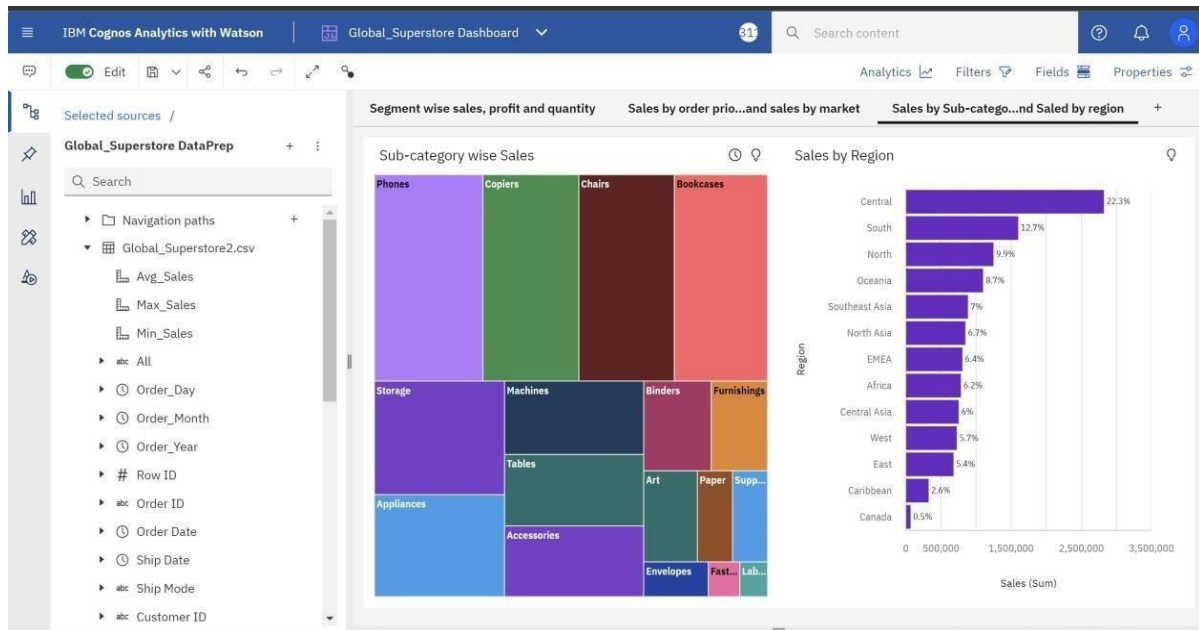 IBM Cognos Analytics with Watson
Global_Superstore Dashboard
Search content
Edit
Analytics
Filters
Fields
Properties
Selected sources /
Global_Superstore DataPrep
Search
Navigation paths
Global_Superstore2.csv
Avg_Sales
Max_Sales
Min_Sales
abc All
Order_Day
Order_Month
Order_Year
# Row ID
abc Order ID
Order Date
Ship Date
abc Ship Mode
abc Customer ID
Segment wise sales, profit and quantity
Sales by order prio...and sales by market
Sales by Sub-catego...nd Saled by region
Sub-category wise Sales
Phones
Copiers
Chairs
Bookcases
Storage
Machines
Binders
Furnishings
Tables
Appliances
Art
Paper
Supp...
Accessories
Envelopes
Fast...
Lab...
Sales by Region
Region
Central 22.3%
South 12.7%
North 9.9%
Oceania 8.7%
Southeast Asia 7%
North Asia 6.7%
EMEA 6.4%
Africa 6.2%
Central Asia 6%
West 5.7%
East 5.4%
Caribbean 2.6%
Canada 0.5%
0 500,000 1,500,000 2,500,000 3,500,000
Sales (Sum)